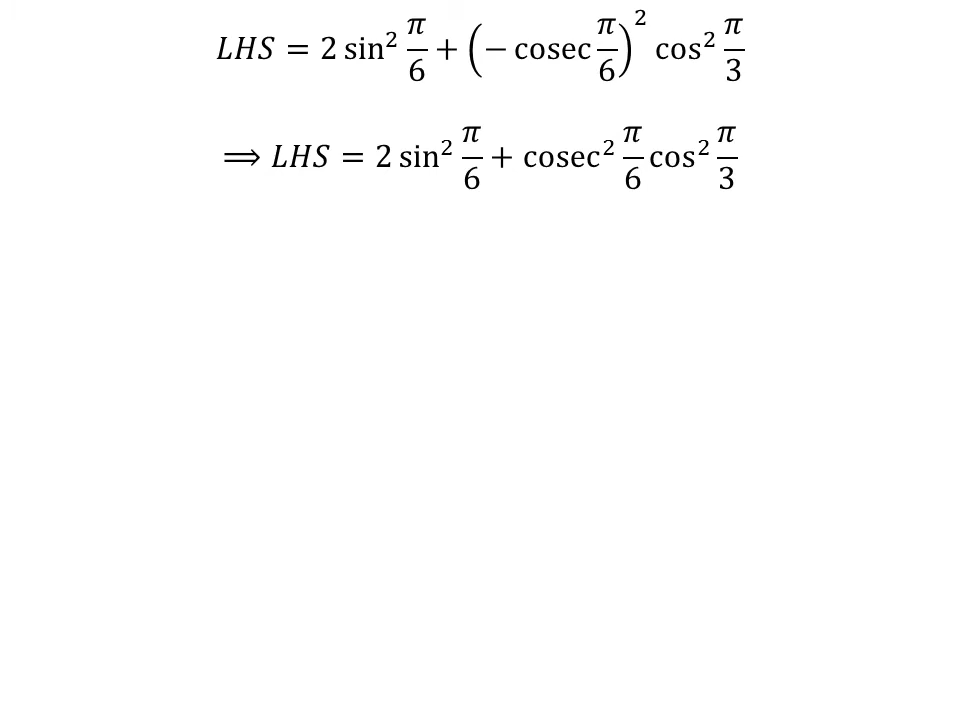 LHS = 2 sin² π/6 + (− cosec π/6)² cos² π/3
⟹ LHS = 2 sin² π/6 + cosec² π/6 cos² π/3